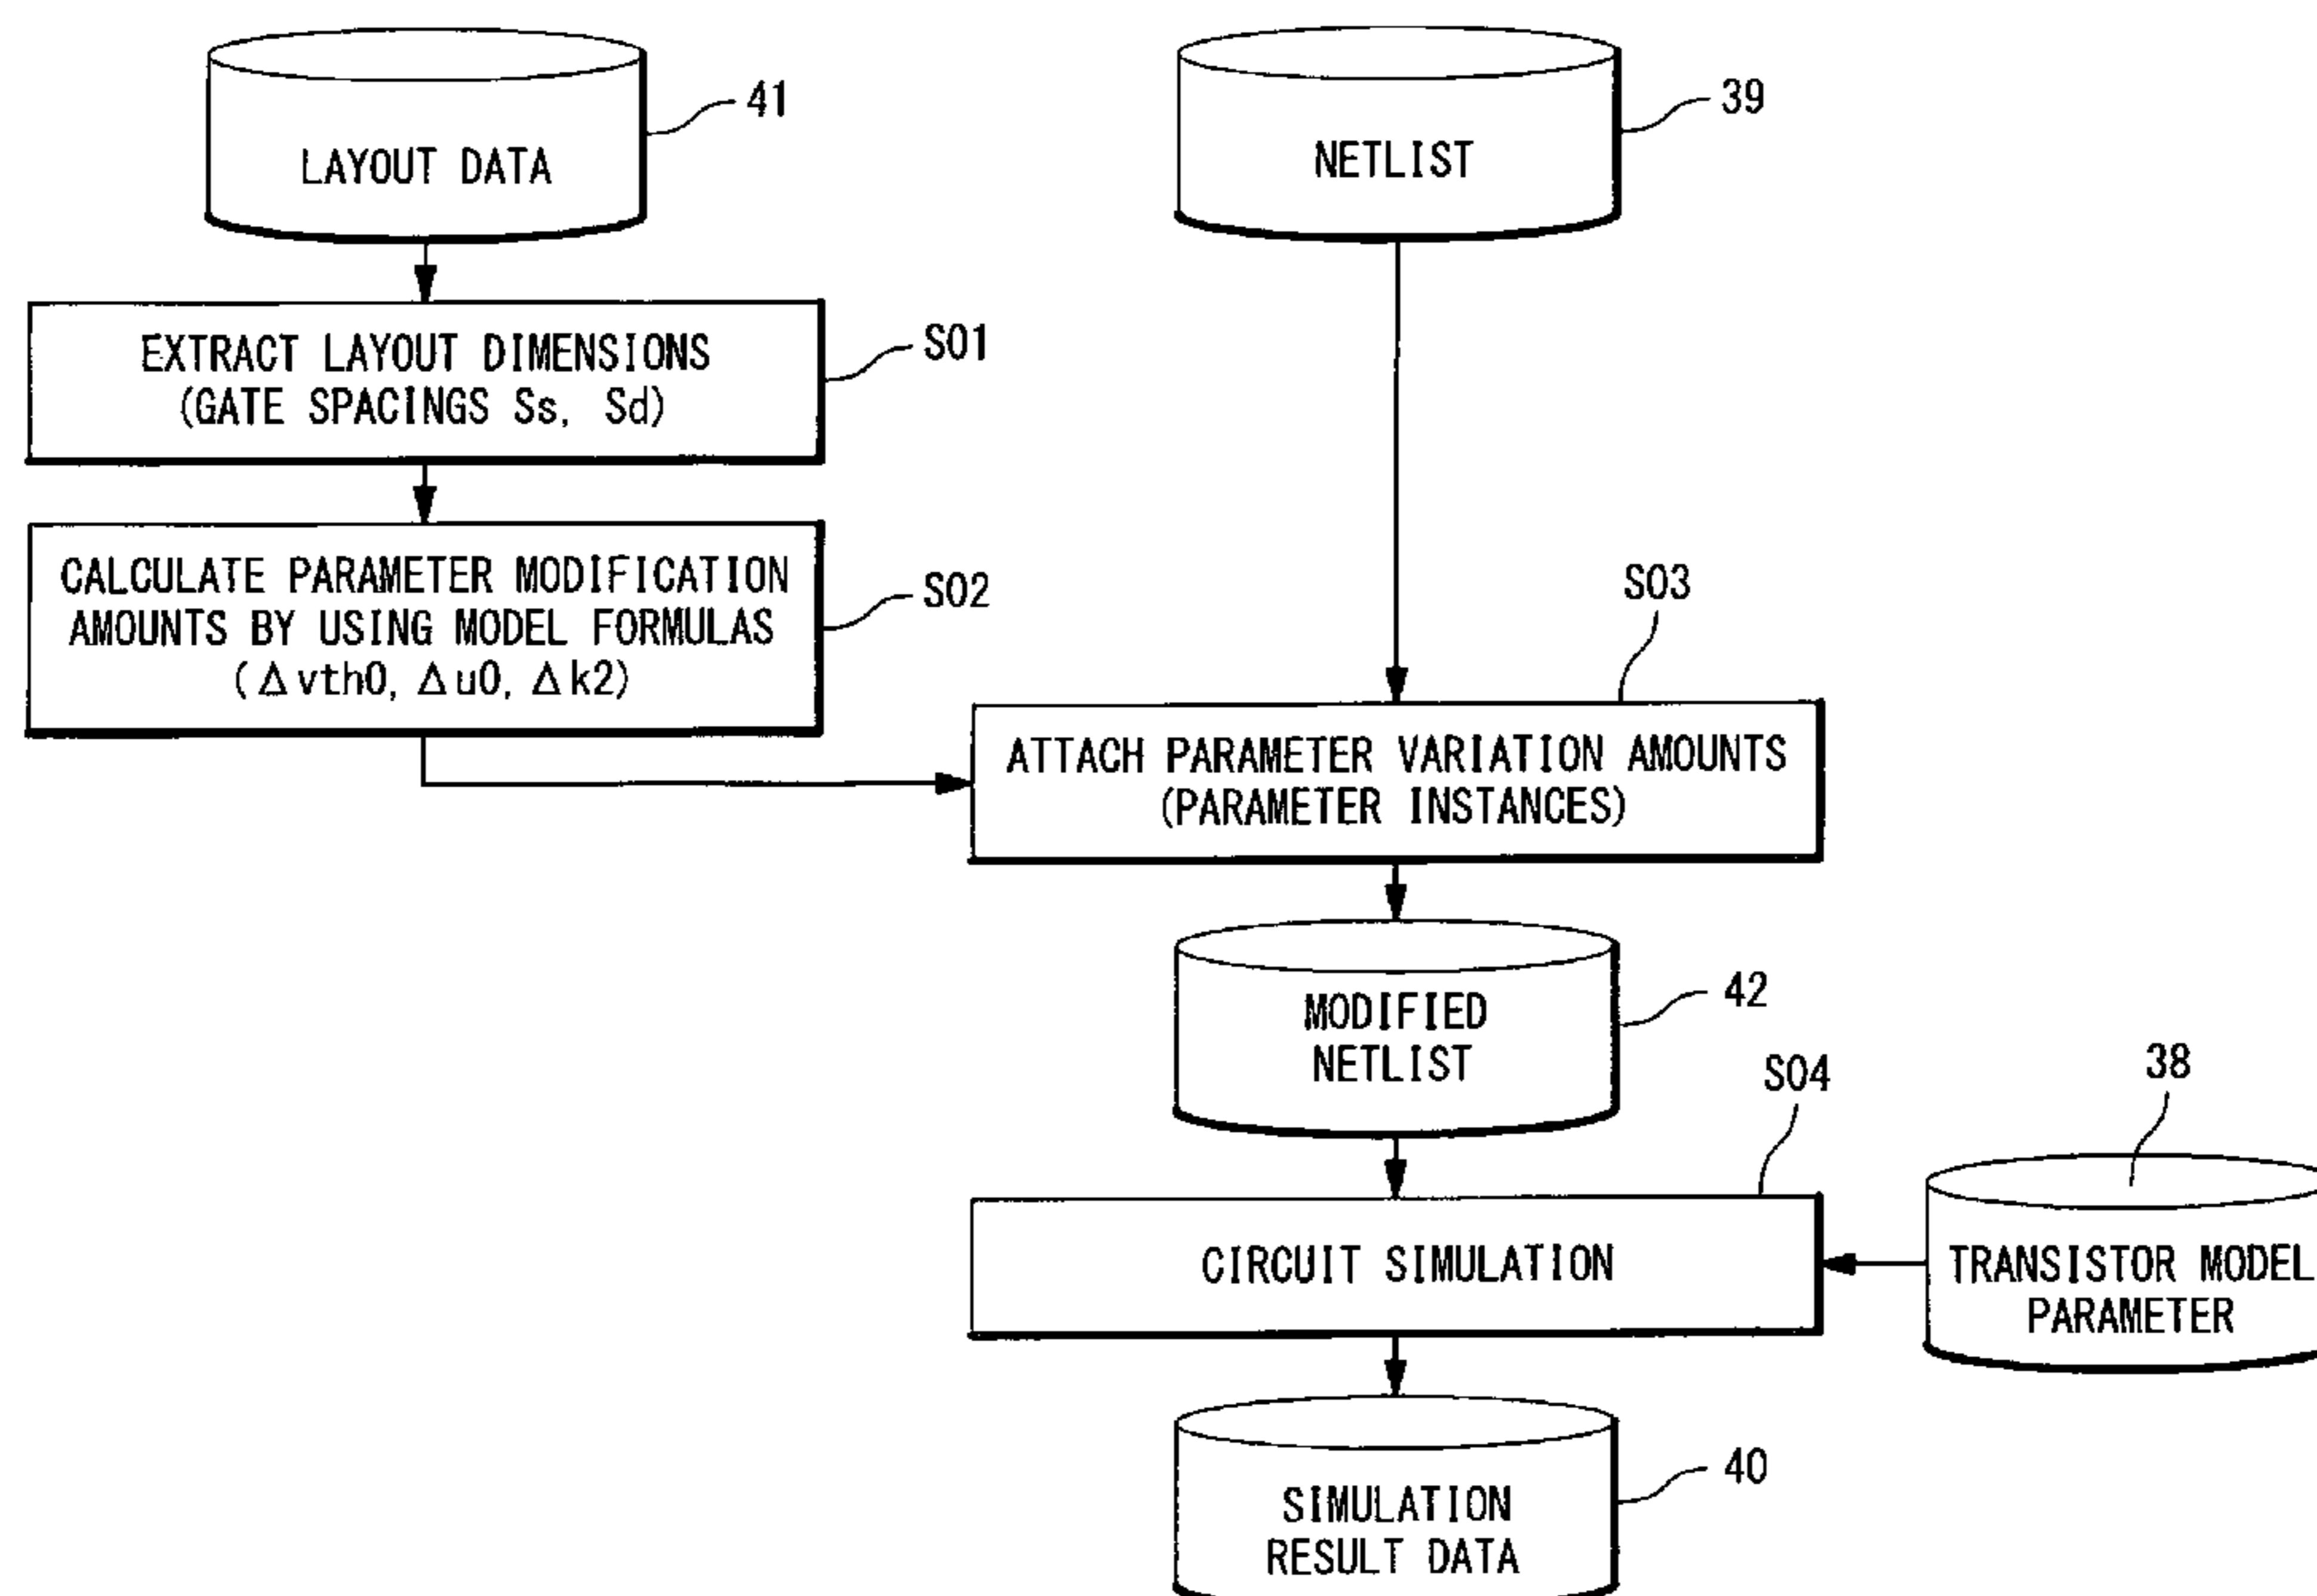 41
LAYOUT DATA
39
NETLIST
EXTRACT LAYOUT DIMENSIONS
(GATE SPACINGS Ss, Sd)
S01
CALCULATE PARAMETER MODIFICATION
AMOUNTS BY USING MODEL FORMULAS
(Δvth0, Δu0, Δk2)
S02
S03
ATTACH PARAMETER VARIATION AMOUNTS
(PARAMETER INSTANCES)
42
MODIFIED
NETLIST
S04
38
CIRCUIT SIMULATION
TRANSISTOR MODEL
PARAMETER
40
SIMULATION
RESULT DATA